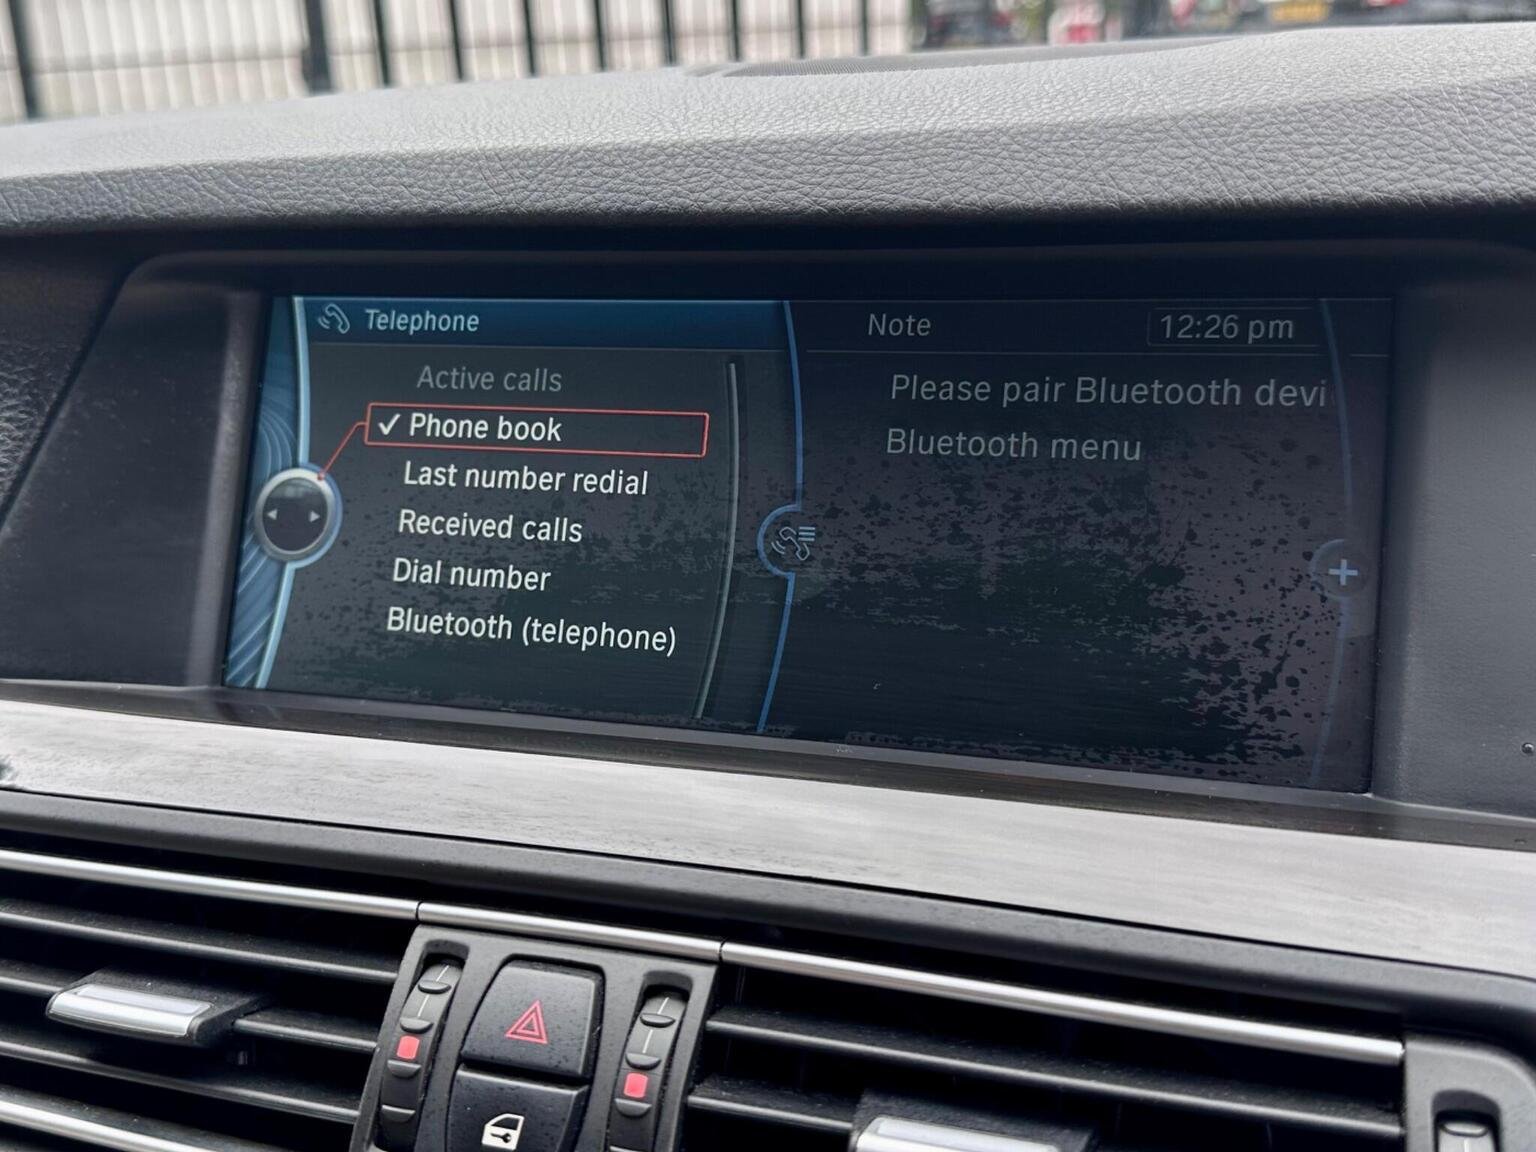 Telephone
Active calls
✓ Phone book
Last number redial
Received calls
Dial number
Bluetooth (telephone)
Note
12:26 pm
Please pair Bluetooth devi
Bluetooth menu